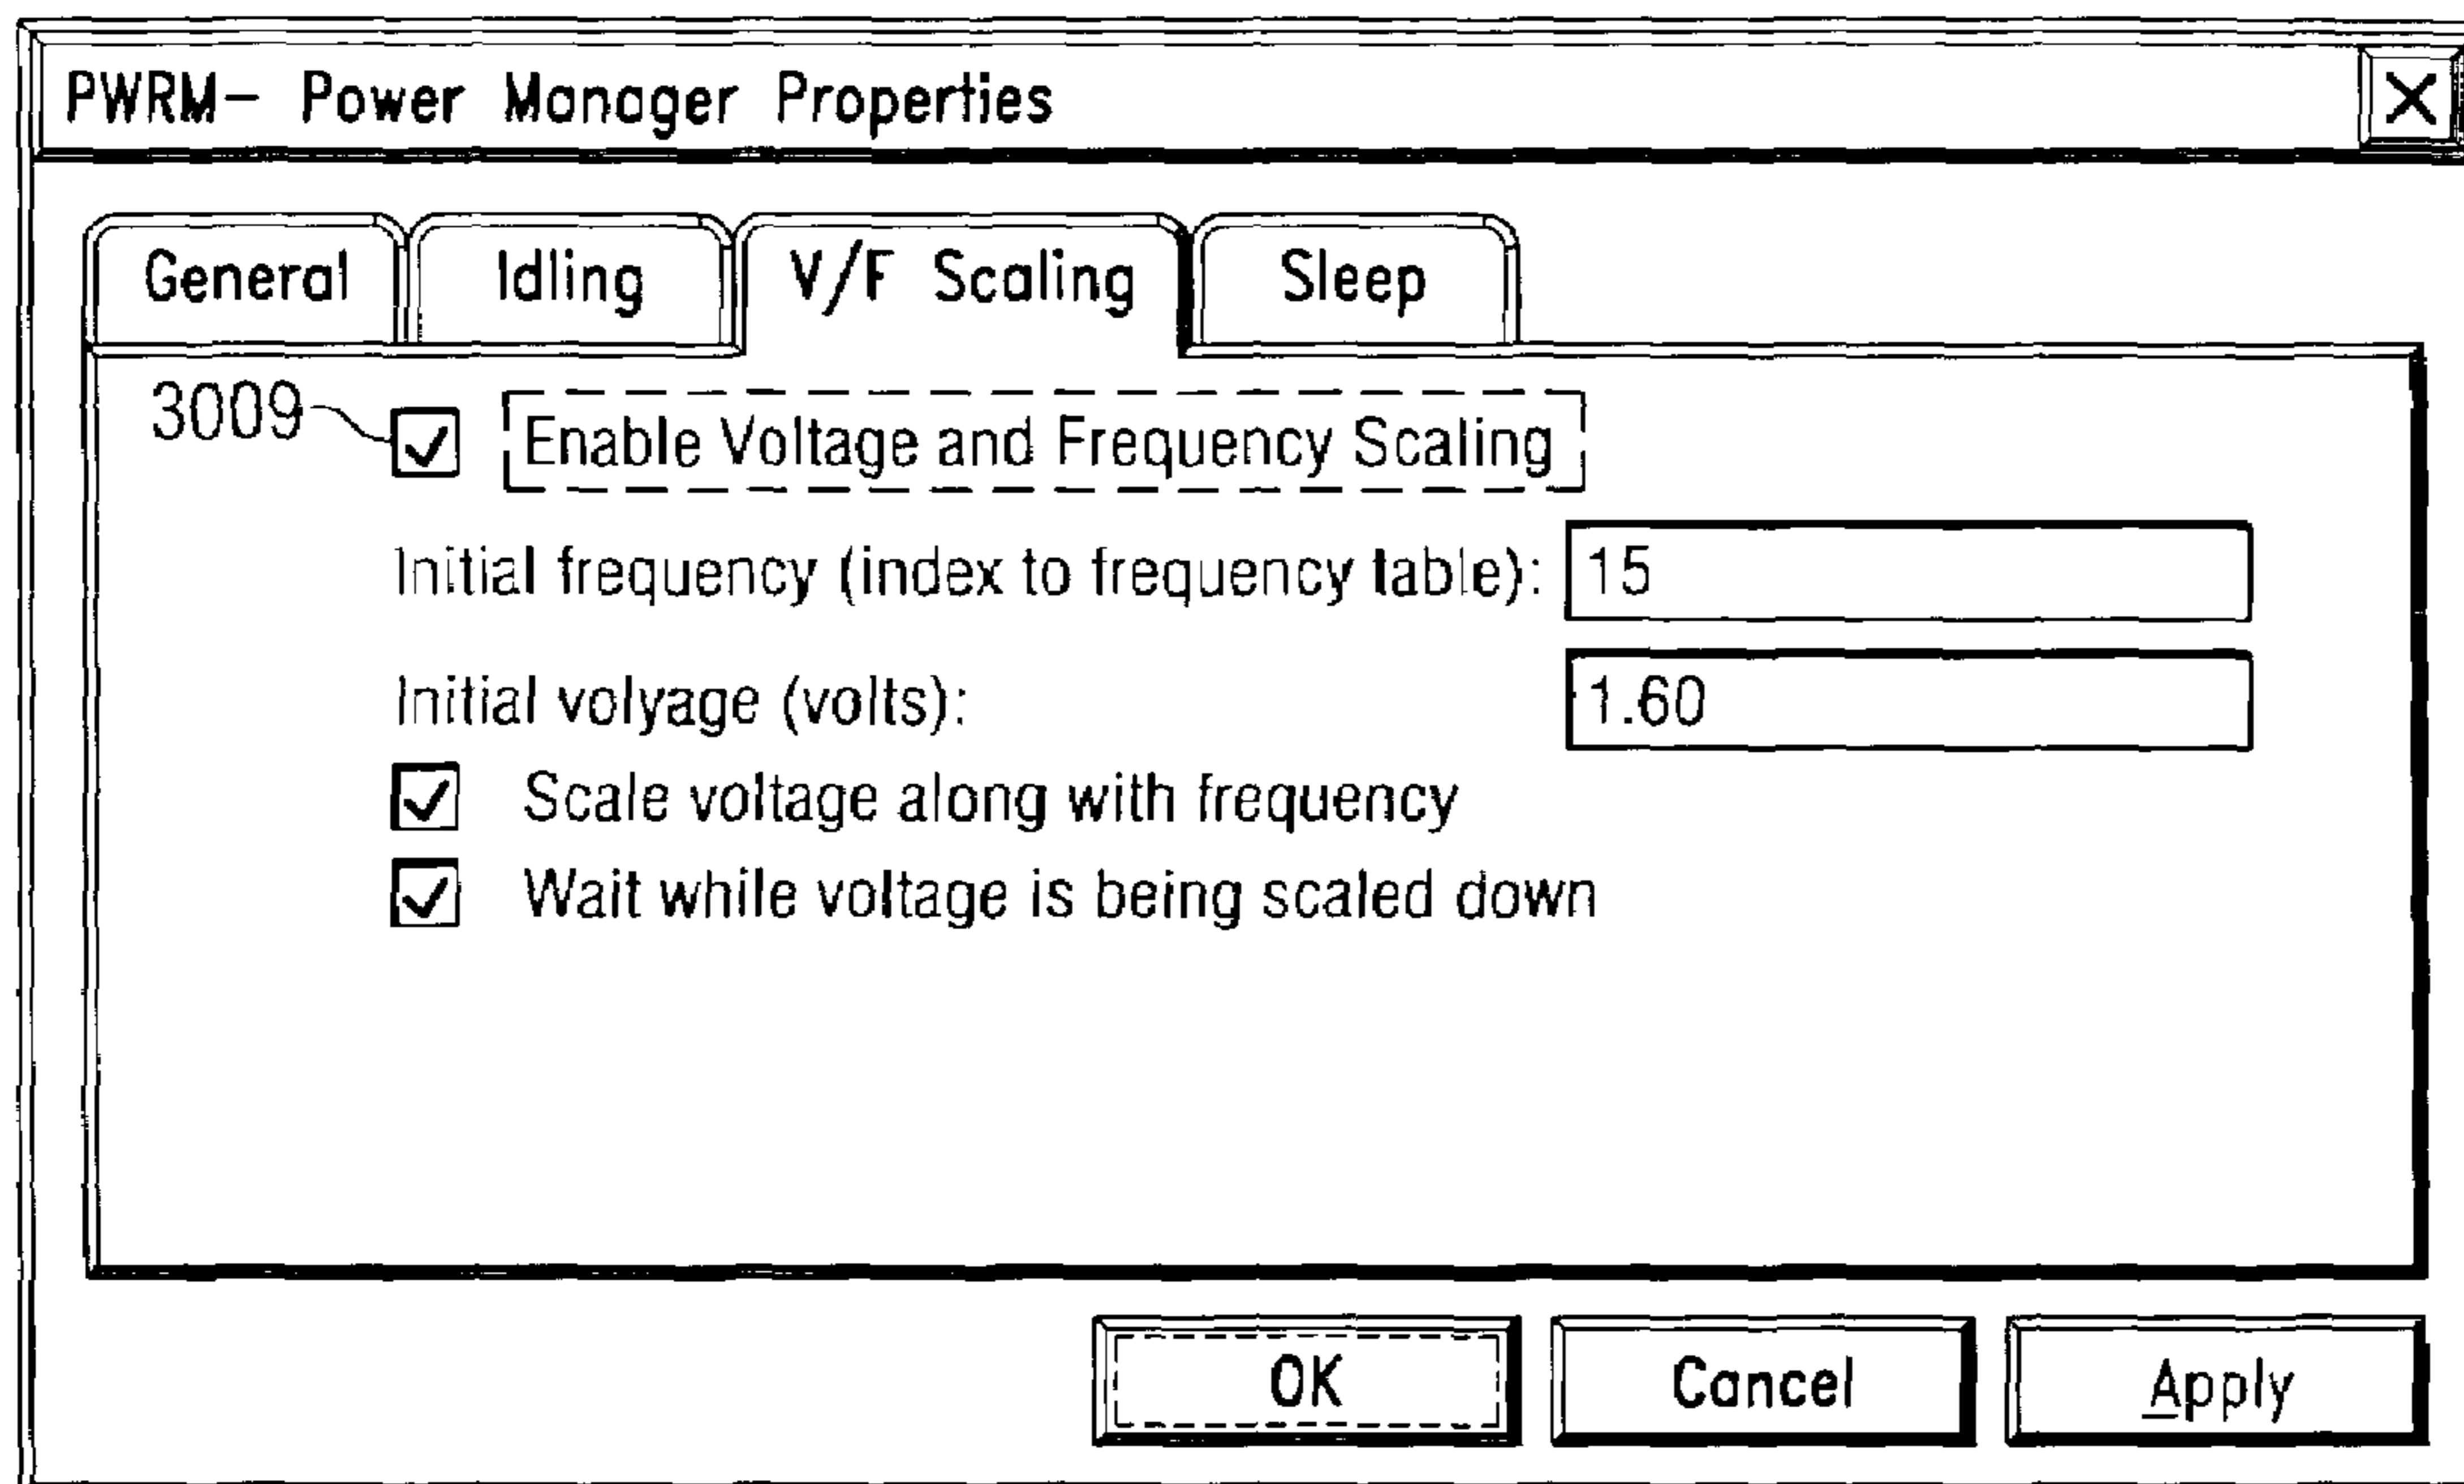 PWRM- Power Manager Properties X
General Idling V/F Scaling Sleep
3009 Enable Voltage and Frequency Scaling
Initial frequency (index to frequency table): 15
Initial volyage (volts): 1.60
Scale voltage along with frequency
Wait while voltage is being scaled down
OK Cancel Apply